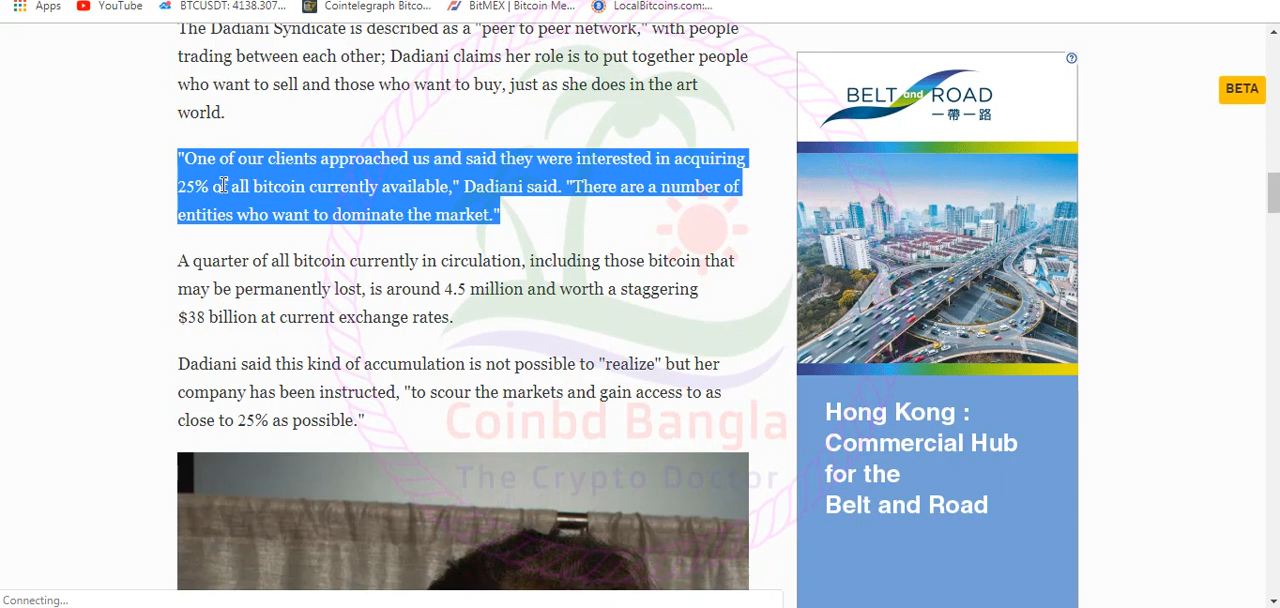 Apps YouTube BTCUSDT: 4138.307... Cointelegraph Bitco... BitMEX | Bitcoin Me... LocalBitcoins.com:...
The Dadiani Syndicate is described as a "peer to peer network," with people
trading between each other; Dadiani claims her role is to put together people
who want to sell and those who want to buy, just as she does in the art
world.
"One of our clients approached us and said they were interested in acquiring
25% of all bitcoin currently available," Dadiani said. "There are a number of
entities who want to dominate the market."
A quarter of all bitcoin currently in circulation, including those bitcoin that
may be permanently lost, is around 4.5 million and worth a staggering
$38 billion at current exchange rates.
Dadiani said this kind of accumulation is not possible to "realize" but her
company has been instructed, "to scour the markets and gain access to as
close to 25% as possible."
Coinbd Bangla
The Crypto Doctor
BELT and ROAD
一帶一路
Hong Kong :
Commercial Hub
for the
Belt and Road
BETA
Connecting...